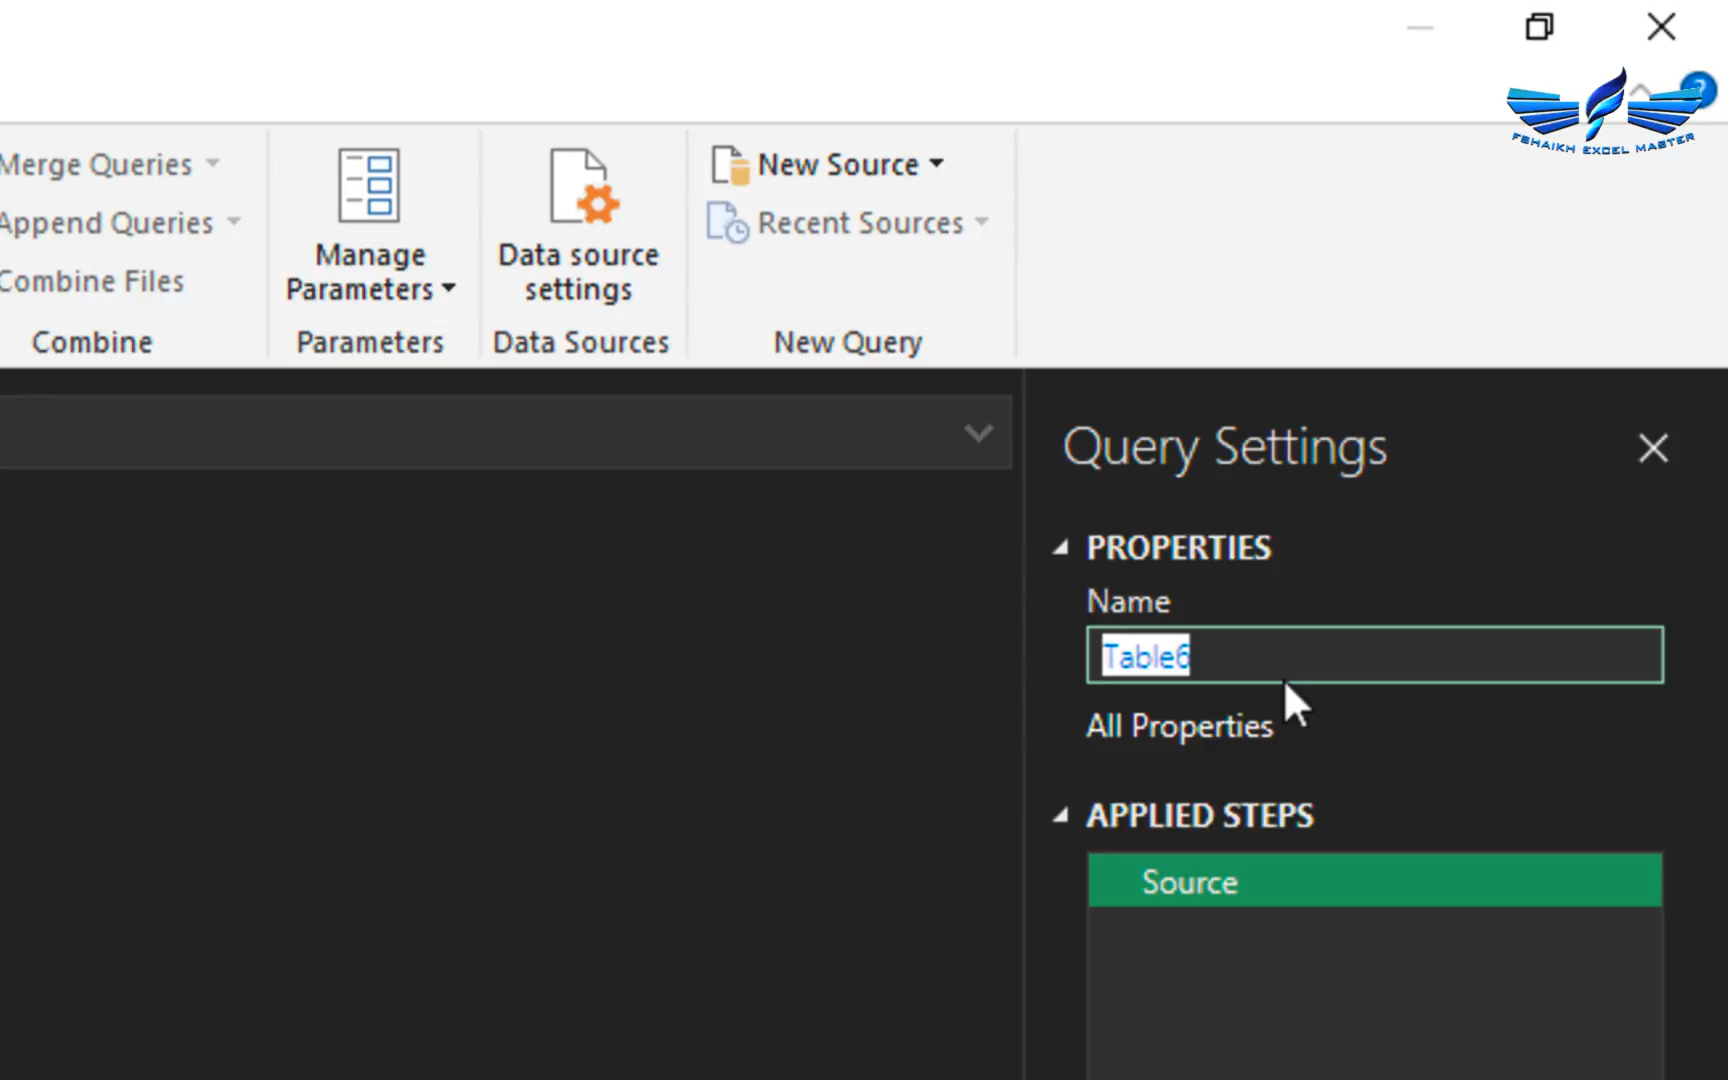 ?
FSHAIKH EXCEL MASTER
Merge Queries
Append Queries
Combine Files
Combine
Manage
Parameters
Parameters
Data source
settings
Data Sources
New Source
Recent Sources
New Query
Query Settings
PROPERTIES
Name
Table6
All Properties
APPLIED STEPS
Source